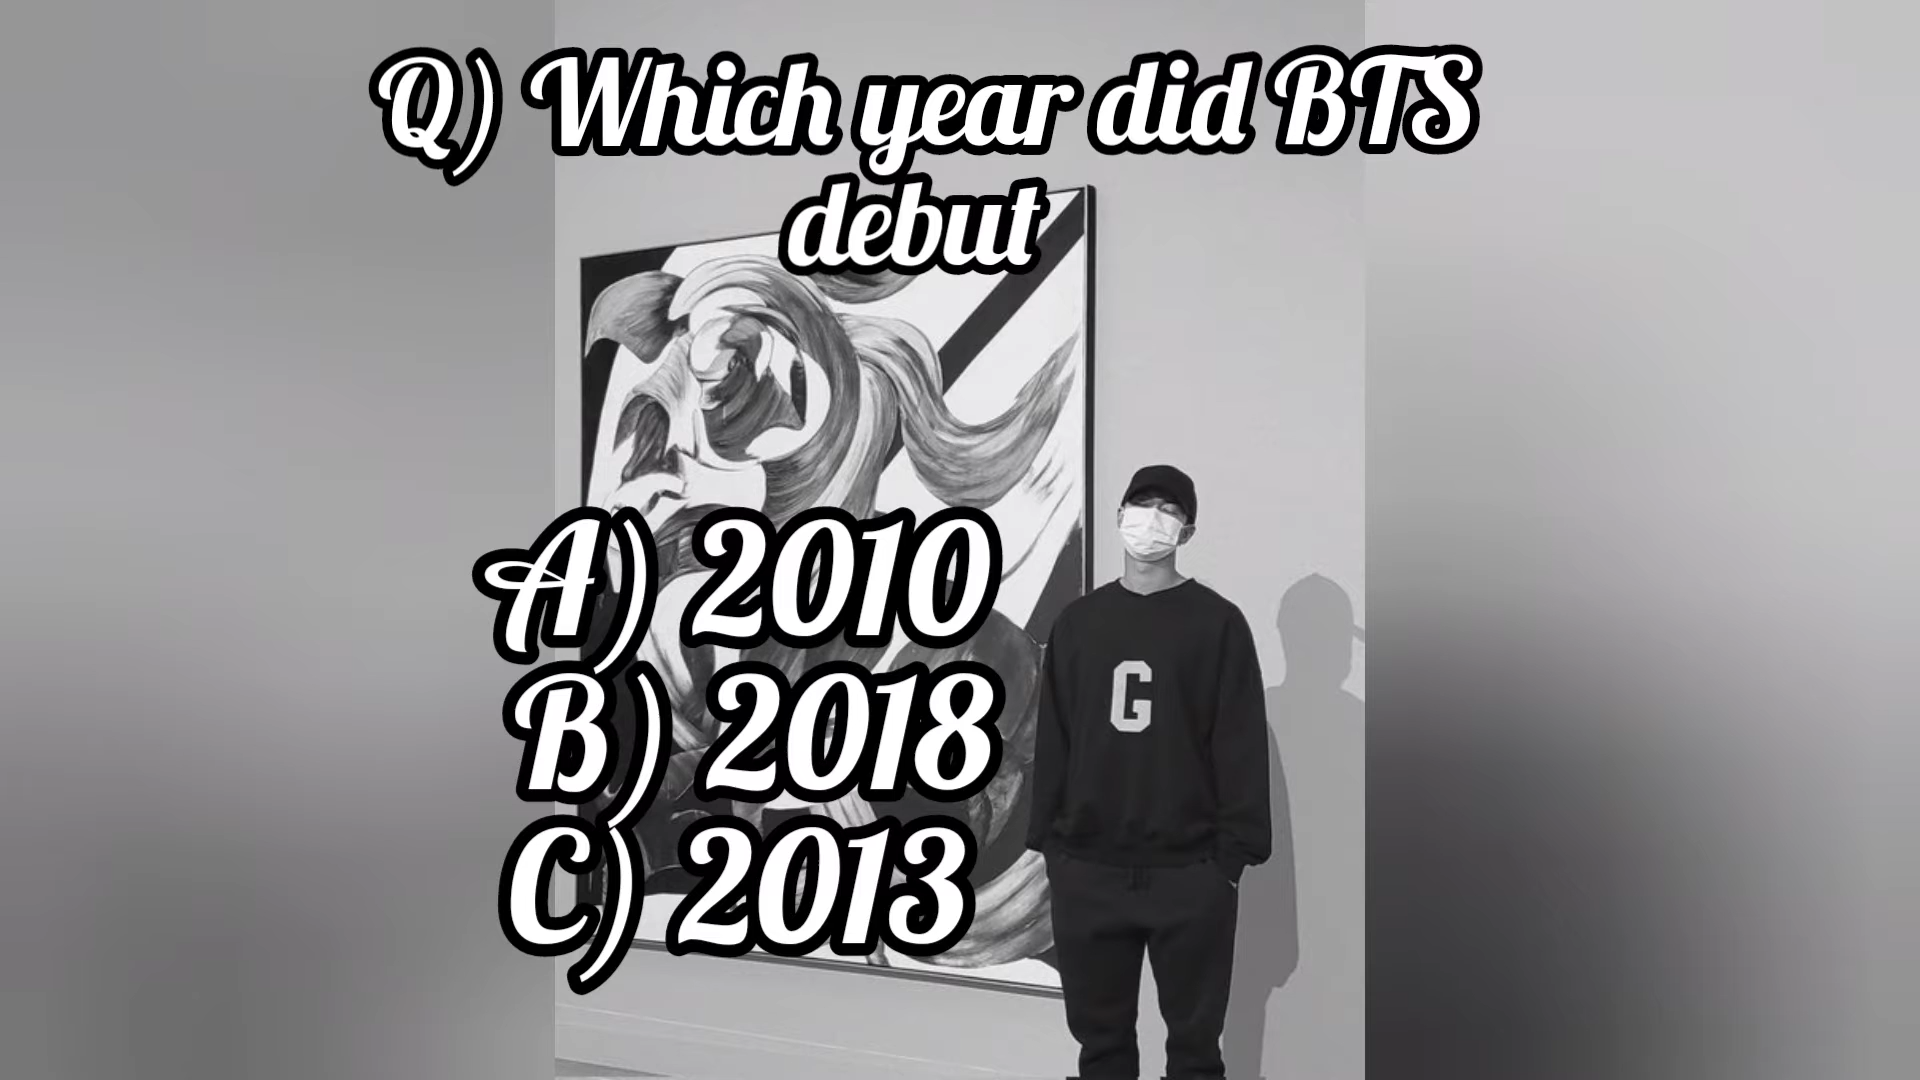 Q) Which year did BTS
debut
A) 2010
B) 2018
C) 2013
G